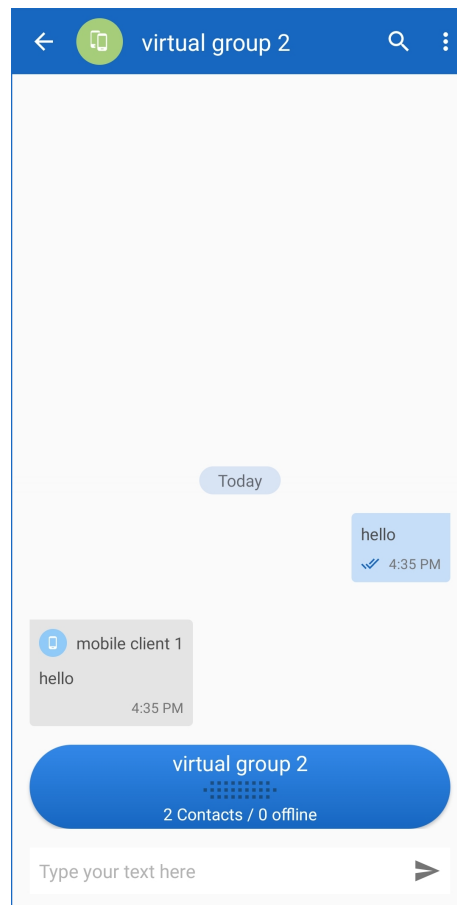 virtual group 2
Today
hello
4:35 PM
mobile client 1
hello
4:35 PM
virtual group 2
2 Contacts / 0 offline
Type your text here